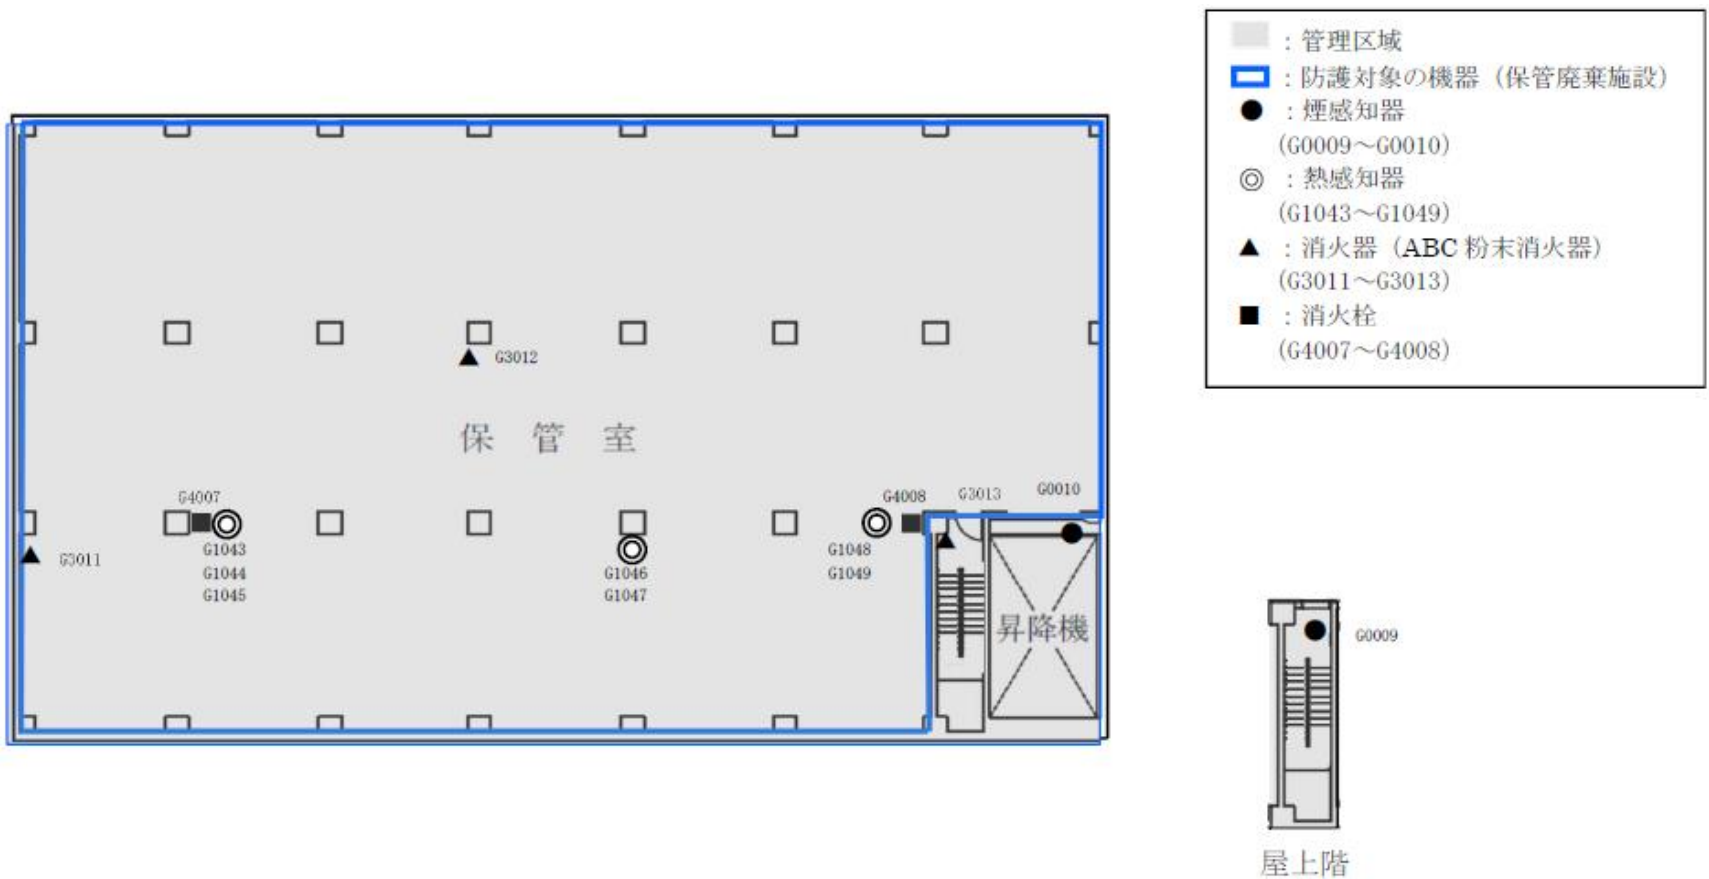 ：管理区域
：防護対象の機器（保管廃棄施設）
：煙感知器
(G0009～G0010)
：熱感知器
(G1043～G1049)
：消火器（ABC 粉末消火器）
(G3011～G3013)
：消火栓
(G4007～G4008)
G3012
保管室
G4007
G4008
G3013
G0010
G3011
G1043
G1044
G1045
G1046
G1047
G1048
G1049
昇降機
G0009
屋上階